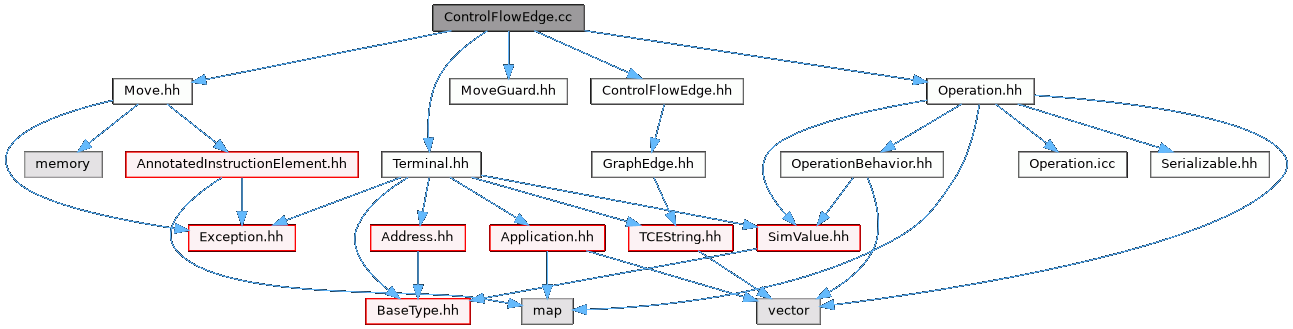 ControlFlowEdge.cc
Move.hh
MoveGuard.hh
ControlFlowEdge.hh
Operation.hh
memory
AnnotatedInstructionElement.hh
Terminal.hh
GraphEdge.hh
OperationBehavior.hh
Operation.icc
Serializable.hh
Exception.hh
Address.hh
Application.hh
TCEString.hh
SimValue.hh
BaseType.hh
map
vector